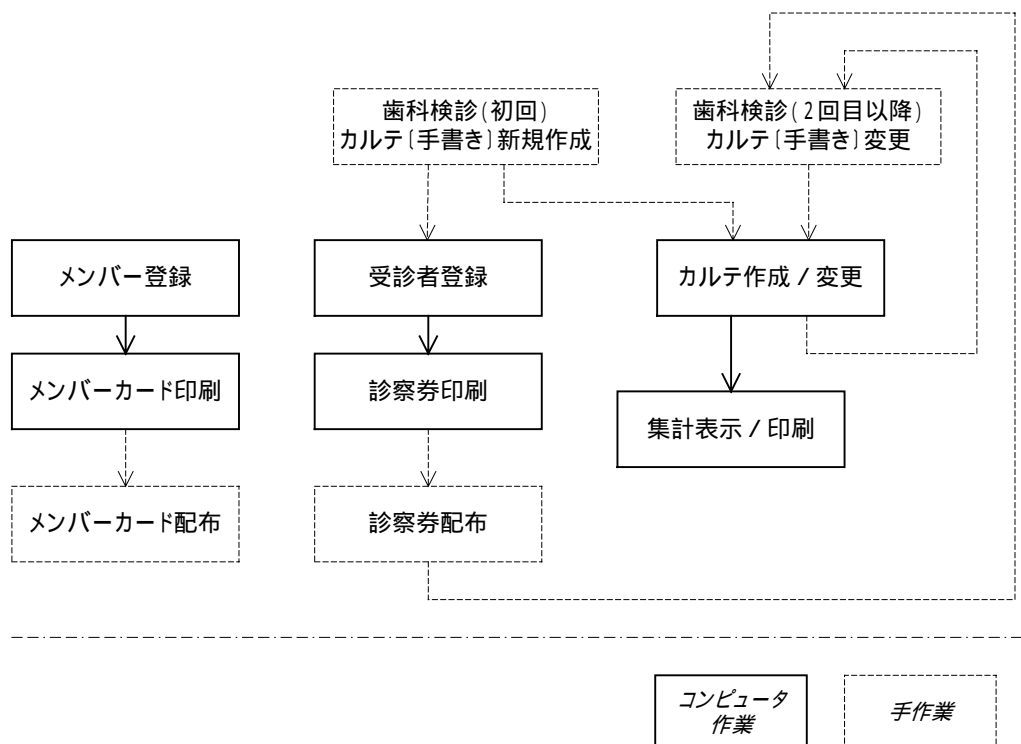 歯科検診(初回)
カルテ〔手書き〕新規作成
歯科検診(2回目以降)
カルテ〔手書き〕変更
メンバー登録
受診者登録
カルテ作成 / 変更
メンバーカード印刷
診察券印刷
集計表示 / 印刷
メンバーカード配布
診察券配布
コンピュータ
作業
手作業